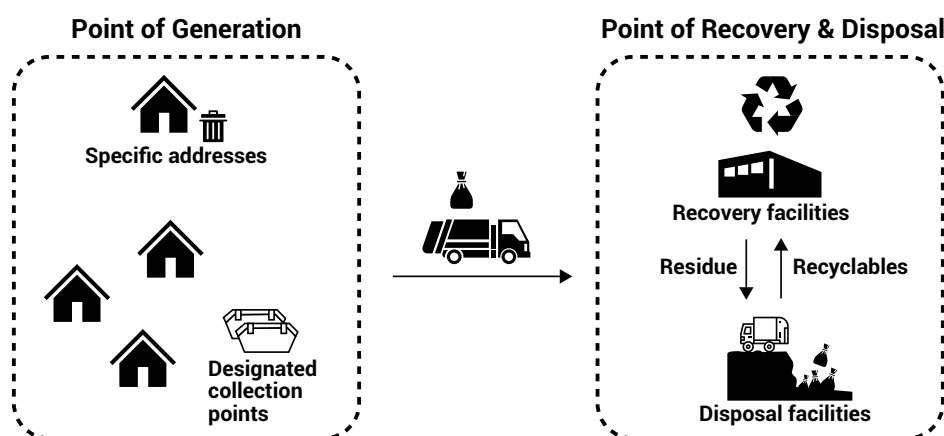 Point of Generation
Specific addresses
Designated
collection
points
Point of Recovery & Disposal
Recovery facilities
Residue
Recyclables
Disposal facilities